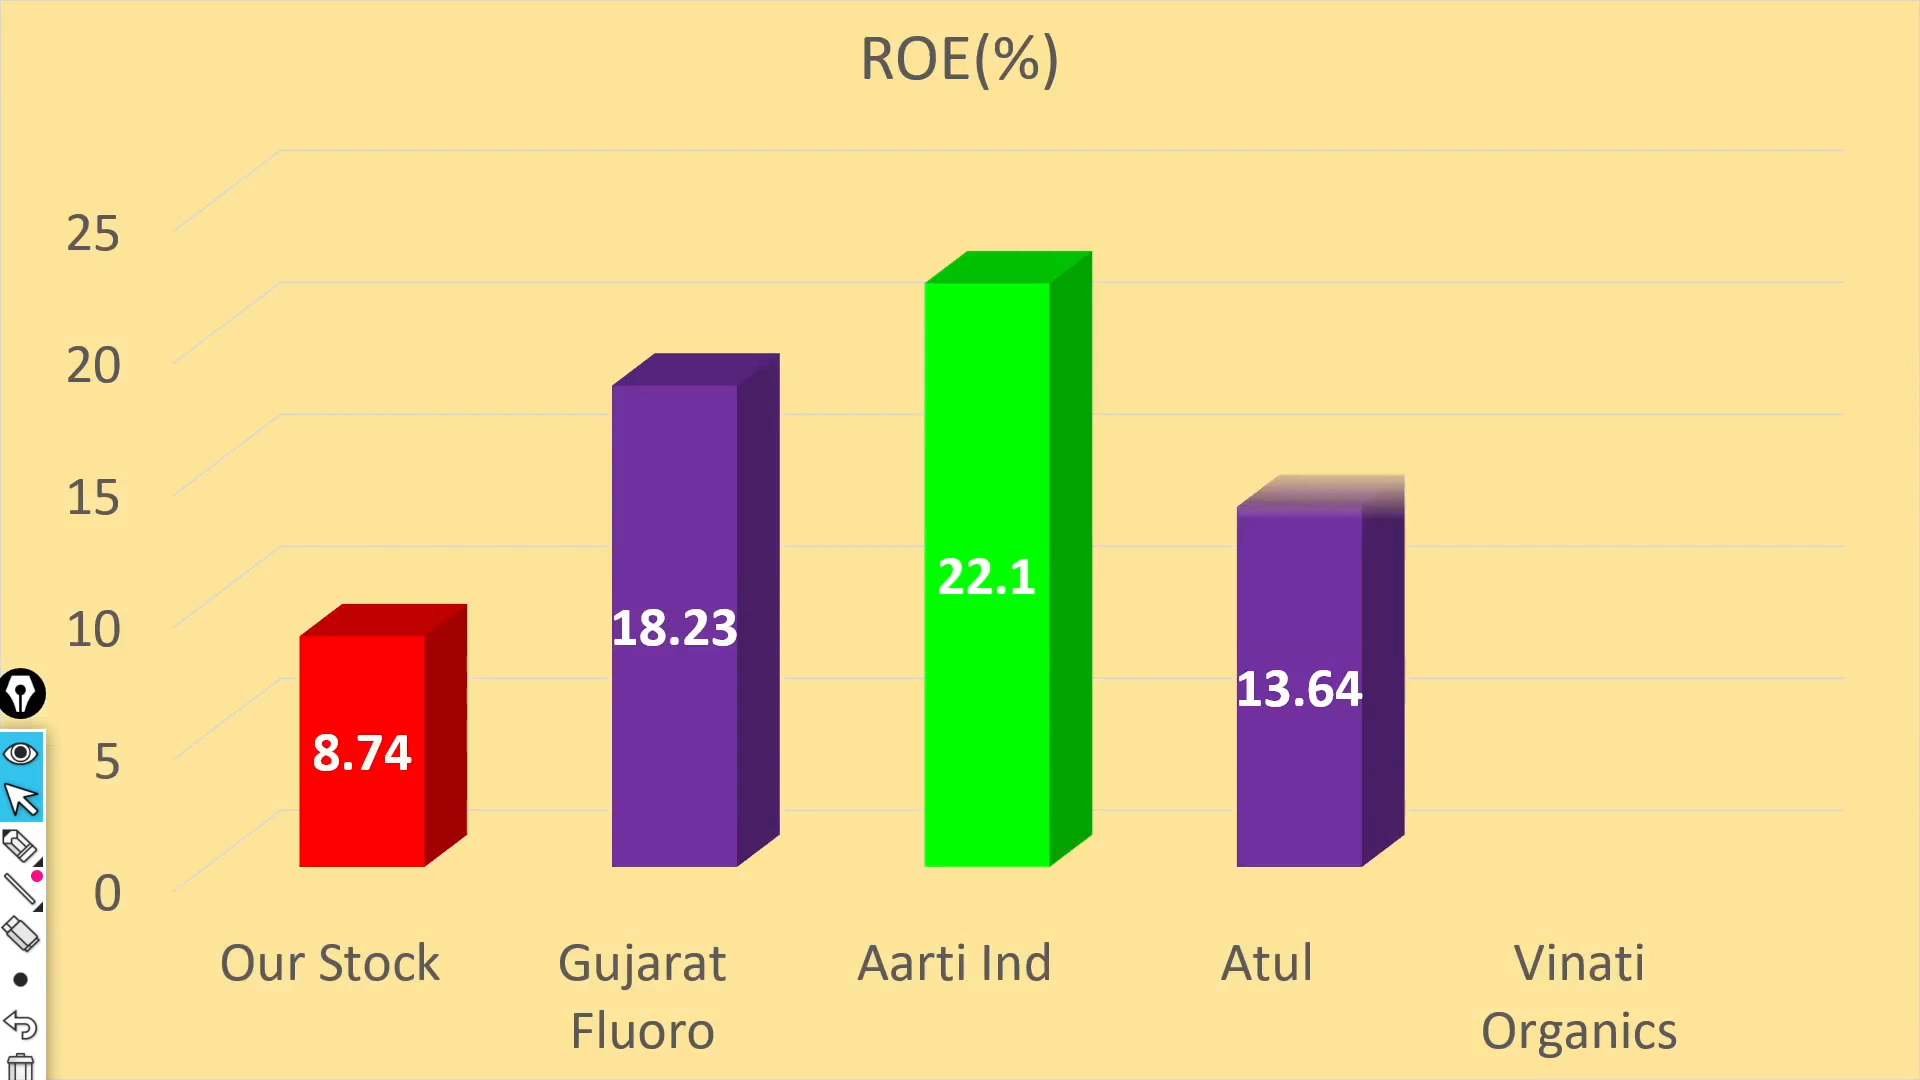 ROE(%)
25
20
15
10
5
0
8.74
18.23
22.1
13.64
Our Stock
Gujarat
Fluoro
Aarti Ind
Atul
Vinati
Organics